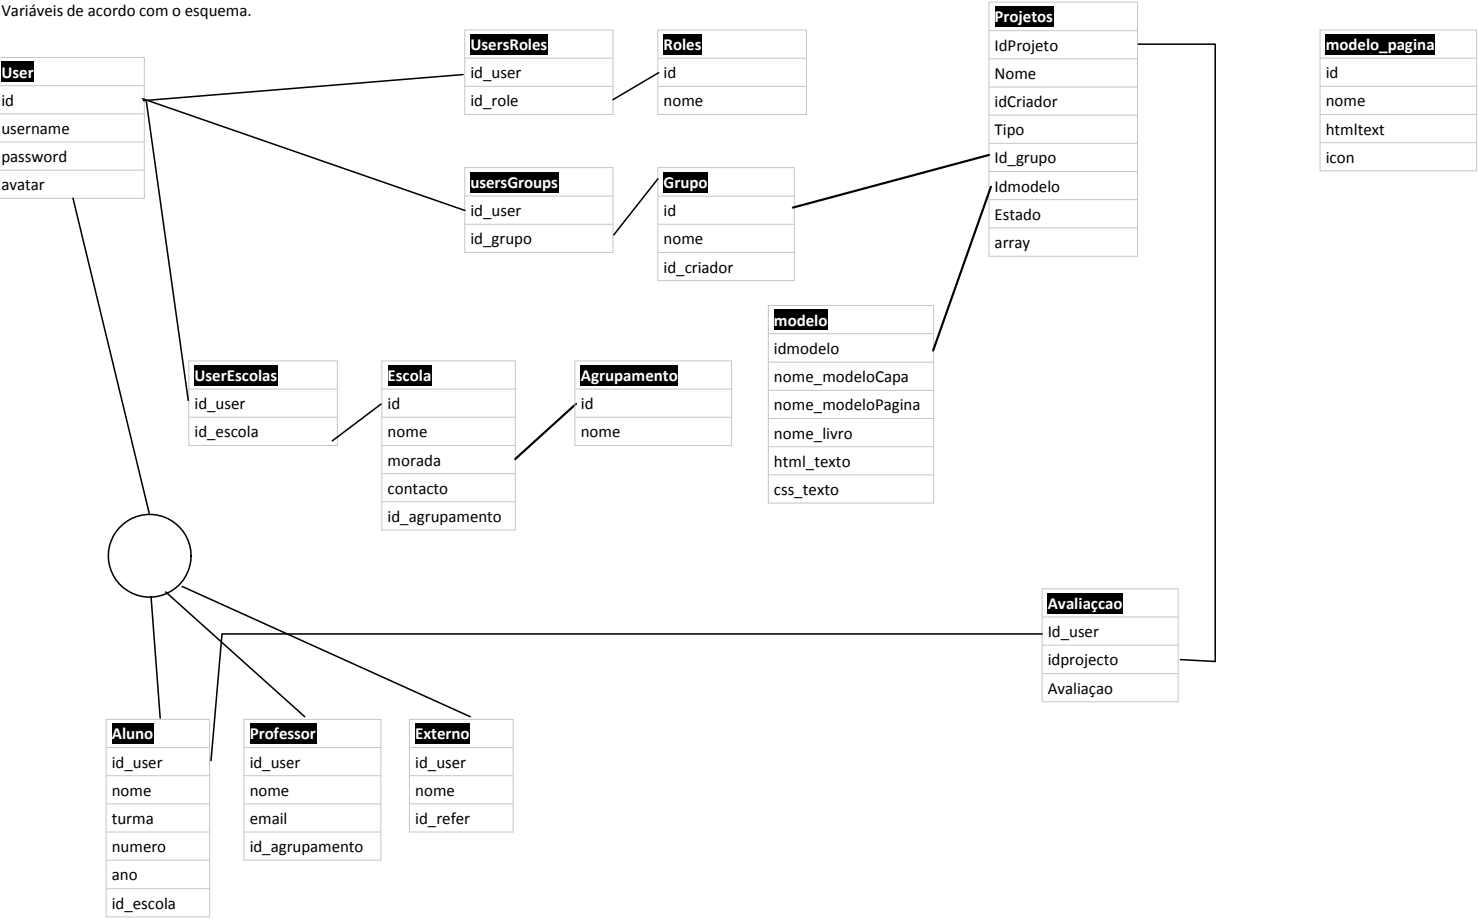 Variáveis de acordo com o esquema.
User
id
username
password
avatar
UsersRoles
id_user
id_role
Roles
id
nome
Projetos
IdProjeto
Nome
idCriador
Tipo
Id_grupo
Idmodelo
Estado
array
modelo_pagina
id
nome
htmltext
icon
usersGroups
id_user
id_grupo
Grupo
id
nome
id_criador
modelo
idmodelo
nome_modeloCapa
nome_modeloPagina
nome_livro
html_texto
css_texto
UserEscolas
id_user
id_escola
Escola
id
nome
morada
contacto
id_agrupamento
Agrupamento
id
nome
Avaliaçcao
Id_user
idprojecto
Avaliaçao
Aluno
id_user
nome
turma
numero
ano
id_escola
Professor
id_user
nome
email
id_agrupamento
Externo
id_user
nome
id_refer